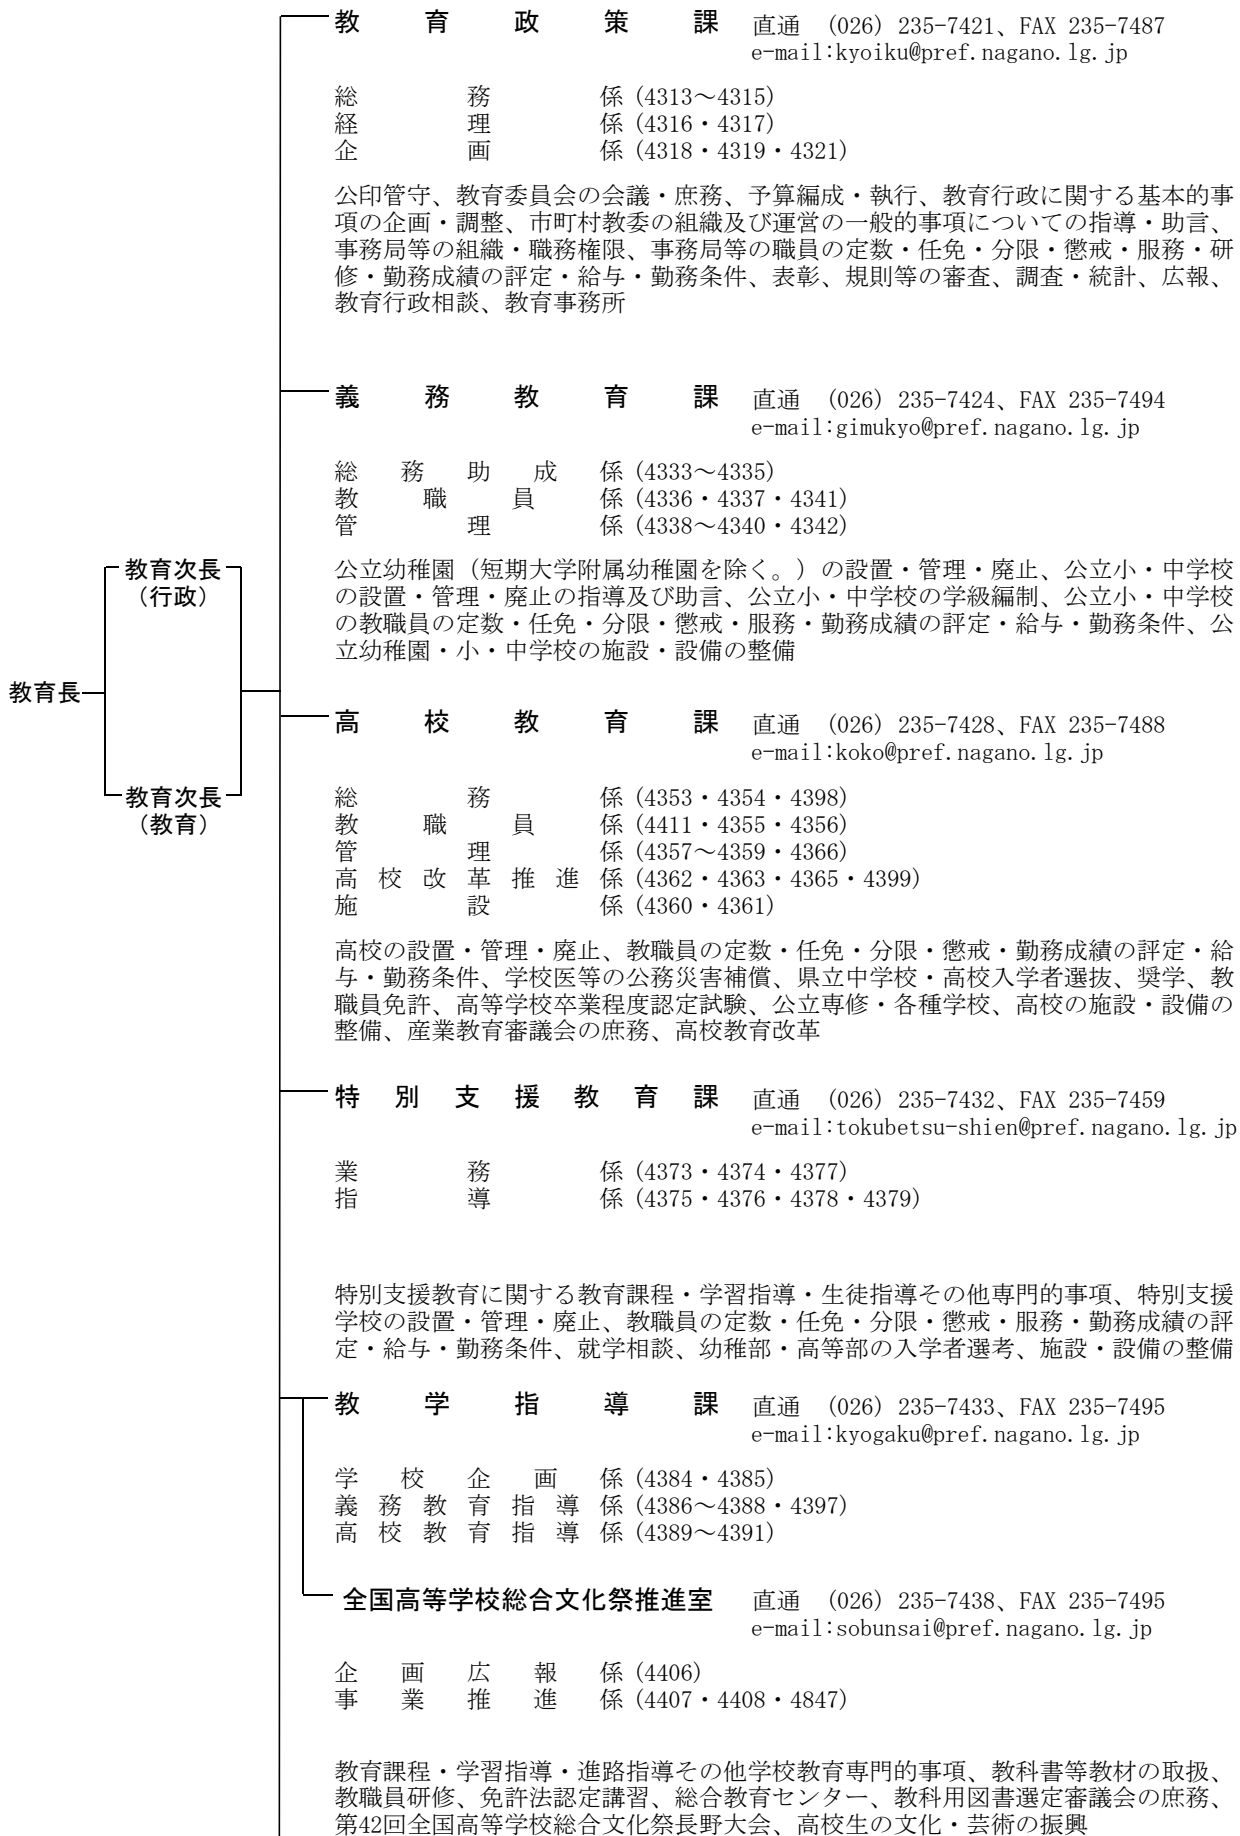 教育政策課 直通 (026) 235-7421、FAX 235-7487
e-mail:kyoiku@pref.nagano.lg.jp
総務係 (4313～4315)
経理係 (4316・4317)
企画係 (4318・4319・4321)
公印管守、教育委員会の会議・庶務、予算編成・執行、教育行政に関する基本的事
項の企画・調整、市町村教委の組織及び運営の一般的事項についての指導・助言、
事務局等の組織・職務権限、事務局等の職員の定数・任免・分限・懲戒・服務・研
修・勤務成績の評定・給与・勤務条件、表彰、規則等の審査、調査・統計、広報、
教育行政相談、教育事務所
義務教育課 直通 (026) 235-7424、FAX 235-7494
e-mail:gimukyo@pref.nagano.lg.jp
総務助成係 (4333～4335)
教職員係 (4336・4337・4341)
管理係 (4338～4340・4342)
教育次長
（行政）
公立幼稚園（短期大学附属幼稚園を除く。）の設置・管理・廃止、公立小・中学校
の設置・管理・廃止の指導及び助言、公立小・中学校の学級編制、公立小・中学校
の教職員の定数・任免・分限・懲戒・服務・勤務成績の評定・給与・勤務条件、公
立幼稚園・小・中学校の施設・設備の整備
教育長
高校教育課 直通 (026) 235-7428、FAX 235-7488
e-mail:koko@pref.nagano.lg.jp
教育次長
（教育）
総務係 (4353・4354・4398)
教職員係 (4411・4355・4356)
管理係 (4357～4359・4366)
高校改革推進係 (4362・4363・4365・4399)
施設係 (4360・4361)
高校の設置・管理・廃止、教職員の定数・任免・分限・懲戒・勤務成績の評定・給
与・勤務条件、学校医等の公務災害補償、県立中学校・高校入学者選抜、奨学、教
職員免許、高等学校卒業程度認定試験、公立専修・各種学校、高校の施設・設備の
整備、産業教育審議会の庶務、高校教育改革
特別支援教育課 直通 (026) 235-7432、FAX 235-7459
e-mail:tokubetsu-shien@pref.nagano.lg.jp
業務係 (4373・4374・4377)
指導係 (4375・4376・4378・4379)
特別支援教育に関する教育課程・学習指導・生徒指導その他専門的事項、特別支援
学校の設置・管理・廃止、教職員の定数・任免・分限・懲戒・服務・勤務成績の評
定・給与・勤務条件、就学相談、幼稚部・高等部の入学者選考、施設・設備の整備
教学指導課 直通 (026) 235-7433、FAX 235-7495
e-mail:kyogaku@pref.nagano.lg.jp
学校企画係 (4384・4385)
義務教育指導係 (4386～4388・4397)
高校教育指導係 (4389～4391)
全国高等学校総合文化祭推進室 直通 (026) 235-7438、FAX 235-7495
e-mail:sobunsai@pref.nagano.lg.jp
企画広報係 (4406)
事業推進係 (4407・4408・4847)
教育課程・学習指導・進路指導その他学校教育専門的事項、教科書等教材の取扱、
教職員研修、免許法認定講習、総合教育センター、教科用図書選定審議会の庶務、
第42回全国高等学校総合文化祭長野大会、高校生の文化・芸術の振興